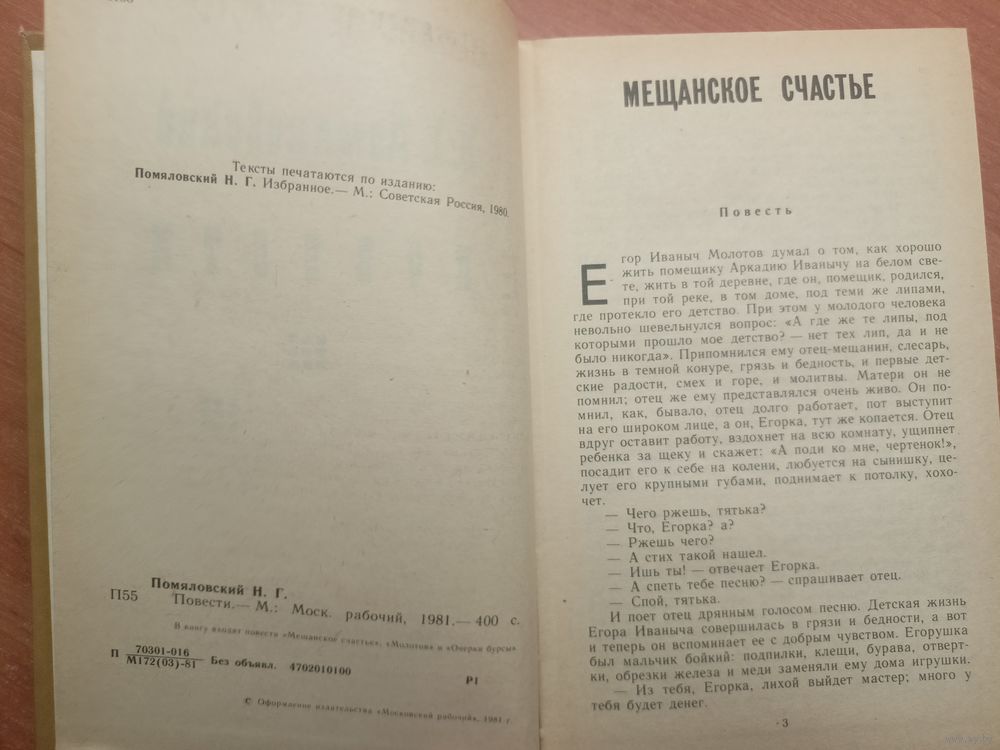 Тексты печатаются по изданию:
Помяловский Н. Г. Избранное.— М.: Советская Россия, 1980.
Помяловский Н. Г.
П55 Повести.— М.: Моск. рабочий, 1981.— 400 с.
В книгу входят повести «Мещанское счастье», «Молотов» и «Очерки бурсы»
П 70301-016
М172(03)-81 Без объявл. 4702010100
Р1
© Оформление издательства «Московский рабочий», 1981 г.
МЕЩАНСКОЕ СЧАСТЬЕ
Повесть
Егор Иваныч Молотов думал о том, как хорошо
жить помещику Аркадию Иванычу на белом све-
те, жить в той деревне, где он, помещик, родился,
при той реке, в том доме, под теми же липами,
где протекло его детство. При этом у молодого человека
невольно шевельнулся вопрос: «А где же те липы, под
которыми прошло мое детство? — нет тех лип, да и не
было никогда». Припомнился ему отец-мещанин, слесарь,
жизнь в темной конуре, грязь и бедность, и первые дет-
ские радости, смех и горе, и молитвы. Матери он не
помнил; отец же ему представлялся очень живо. Он по-
мнил, как, бывало, отец долго работает, пот выступит
на его широком лице, а он, Егорка, тут же копается. Отец
вдруг оставит работу, вздохнет на всю комнату, ущипнет
ребенка за щеку и скажет: «А поди ко мне, чертенок!»,
посадит его к себе на колени, любуется на сынишку, це-
лует его крупными губами, поднимает к потолку, хохо-
чет.
— Чего ржешь, тятька?
— Что, Егорка? а?
— Ржешь чего?
— А стих такой нашел.
— Ишь ты! — отвечает Егорка.
— А спеть тебе песню? — спрашивает отец.
— Спой, тятька.
И поет отец дрянным голосом песню. Детская жизнь
Егора Иваныча совершилась в грязи и бедности, а вот
и теперь он вспоминает ее с добрым чувством. Егорушка
был мальчик бойкий: подпилки, клещи, бурава, отверт-
ки, обрезки железа и меди заменяли ему дома игрушки.
— Из тебя, Егорка, лихой выйдет мастер; много у
тебя будет денег.
3